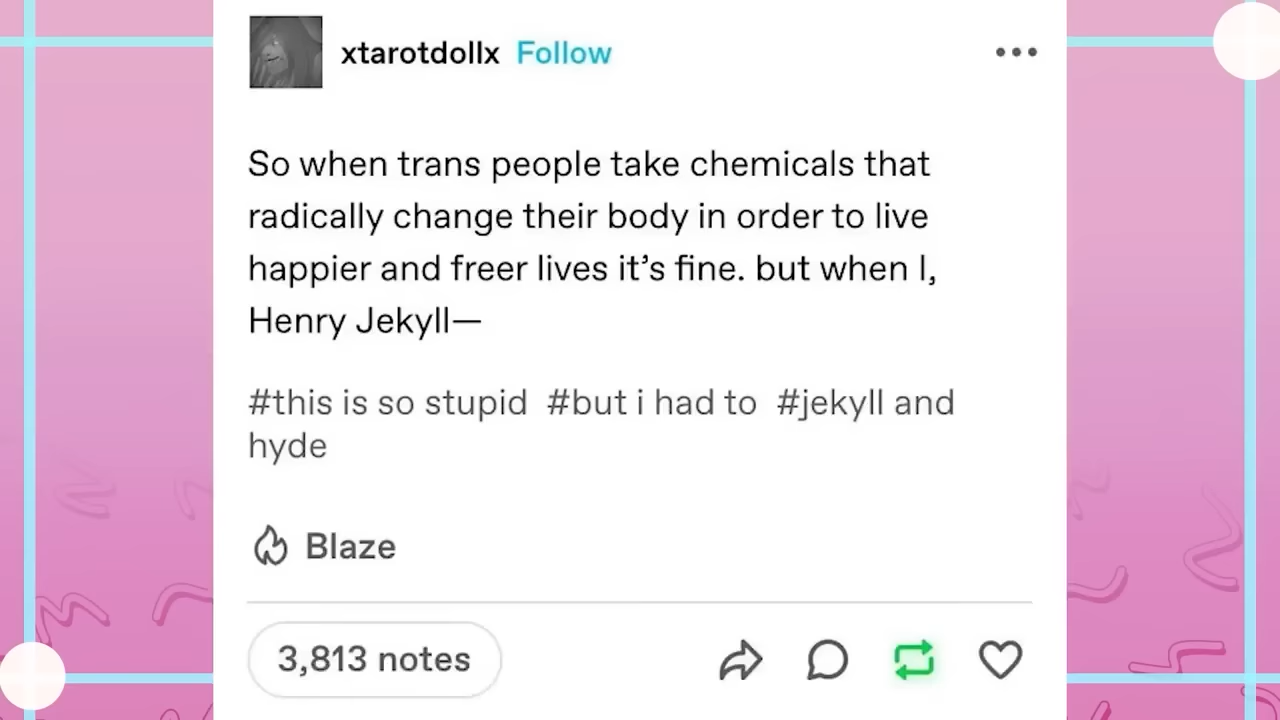 xtarotdollx Follow
So when trans people take chemicals that
radically change their body in order to live
happier and freer lives it’s fine. but when I,
Henry Jekyll—
#this is so stupid #but i had to #jekyll and
hyde
Blaze
3,813 notes